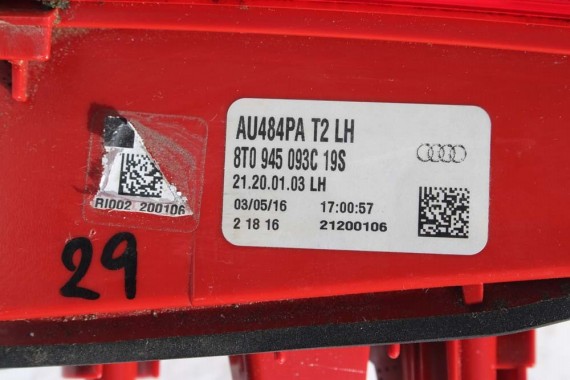 AU484PA T2 LH
8T0 945 093C 19S
21.20.01.03 LH
03/05/16 17:00:57
2 18 16 21200106
RI002 200106
29